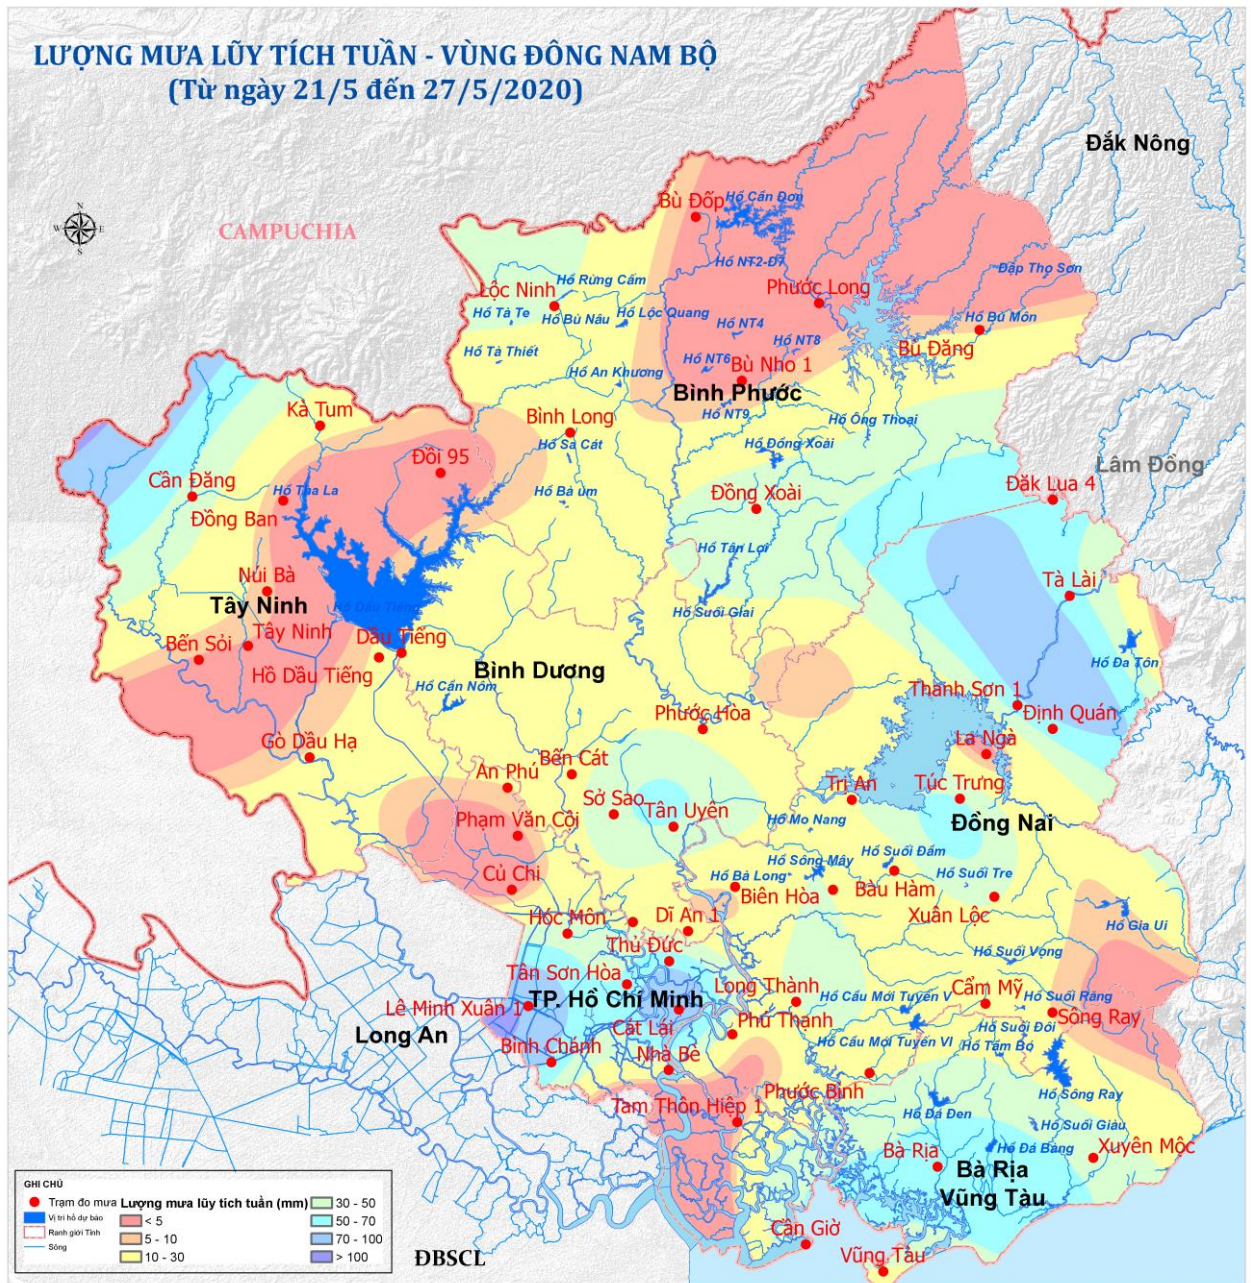 LƯỢNG MƯA LŨY TÍCH TUẦN - VÙNG ĐÔNG NAM BỘ
(Từ ngày 21/5 đến 27/5/2020)
Đắk Nông
Bù Đốp
Hồ Cần Đơn
N
W E
S
CAMPUCHIA
Hồ NT2-Đ7
Đập Thọ Sơn
Hồ Rừng Cấm
Lộc Ninh
Phước Long
Hồ Tà Te
Hồ Bù Nâu
Hồ Lộc Quang
Hồ NT4
Hồ Bù Môn
Hồ Tà Thiết
Hồ NT8
Bù Đăng
Hồ NT6
Bù Nho 1
Hồ An Khương
Bình Phước
Kà Tum
Bình Long
Hồ NT9
Hồ Ông Thoại
Hồ Sa Cát
Hồ Đồng Xoài
Đồi 95
Lâm Đồng
Cần Đăng
Hồ Tha La
Hồ Bà Úm
Đồng Xoài
Đăk Lua 4
Đồng Ban
Hồ Tân Lợi
Núi Bà
Tà Lài
Tây Ninh
Hồ Dầu Tiếng
Hồ Suối Giai
Bến Sỏi
Tây Ninh
Dầu Tiếng
Hồ Dầu Tiếng
Bình Dương
Hồ Đa Tôn
Hồ Cần Nôm
Thanh Sơn 1
Phước Hòa
Định Quán
Gò Dầu Hạ
La Ngà
An Phú
Bến Cát
Trị An
Túc Trưng
Sở Sao
Tân Uyên
Phạm Văn Cội
Hồ Mo Nang
Đồng Nai
Hồ Sông Mây
Hồ Suối Đầm
Củ Chi
Hồ Bà Long
Hồ Suối Tre
Biên Hòa
Bàu Hàm
Xuân Lộc
Hóc Môn
Dĩ An 1
Hồ Gia Ui
Thủ Đức
Hồ Suối Vọng
Tân Sơn Hòa
Long Thành
Cẩm Mỹ
TP. Hồ Chí Minh
Hồ Cầu Mới Tuyến V
Hồ Suối Răng
Lê Minh Xuân 1
Cát Lái
Phú Thạnh
Sông Ray
Long An
Hồ Suối Đôi
Bình Chánh
Nhà Bè
Hồ Cầu Mới Tuyến VI
Hồ Tầm Bó
Phước Bình
Hồ Sông Ray
Tam Thôn Hiệp 1
Hồ Đá Đen
Hồ Suối Giàu
Bà Rịa
Hồ Đá Bàng
Xuyên Mộc
Bà Rịa
Vũng Tàu
Cần Giờ
Vũng Tàu
ĐBSCL
GHI CHÚ
Trạm đo mưa
Vị trí hồ dự báo
Ranh giới Tỉnh
Sông
Lượng mưa lũy tích tuần (mm)
< 5
5 - 10
10 - 30
30 - 50
50 - 70
70 - 100
> 100